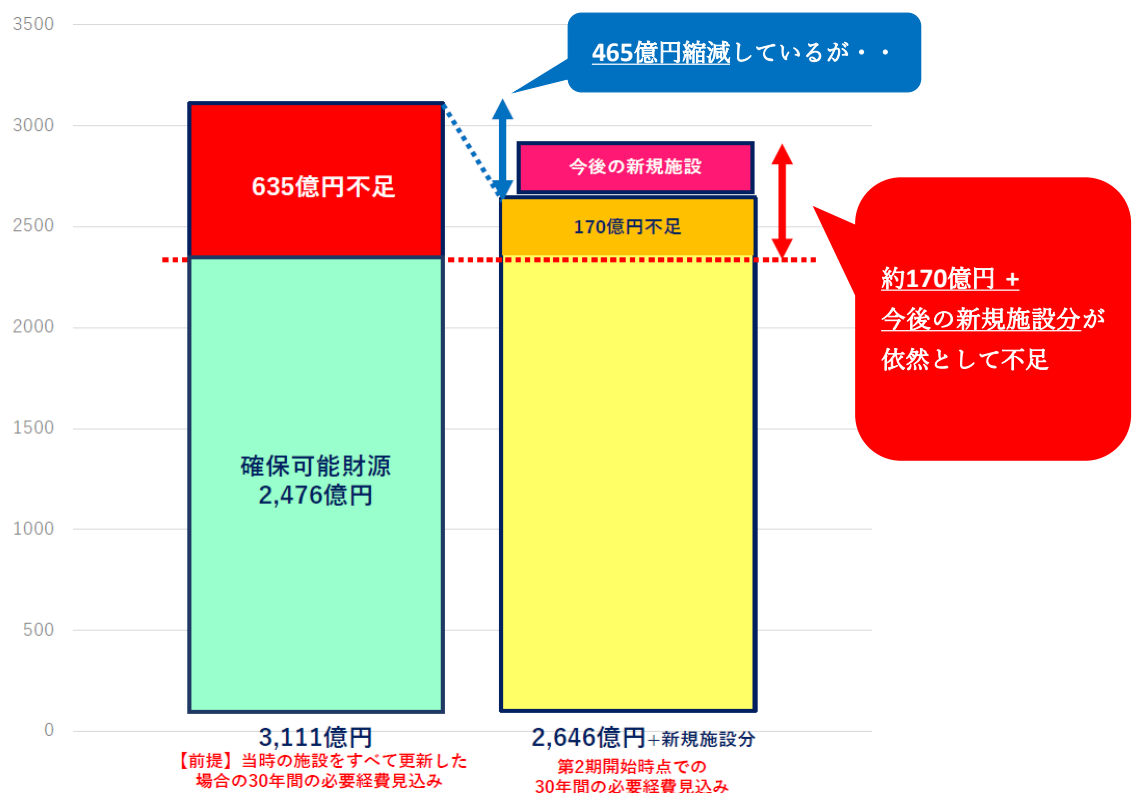 3500
3000
2500
2000
1500
1000
500
0
465億円縮減しているが・・
635億円不足
今後の新規施設
170億円不足
約170億円 +
今後の新規施設分が
依然として不足
確保可能財源
2,476億円
3,111億円
【前提】当時の施設をすべて更新した
場合の30年間の必要経費見込み
2,646億円+新規施設分
第2期開始時点での
30年間の必要経費見込み